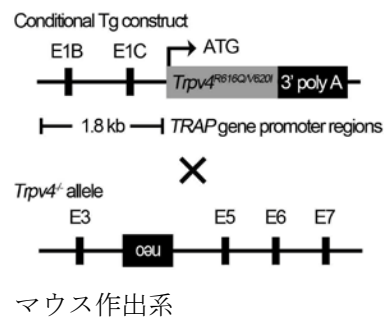 Conditional Tg construct
E1B E1C ATG
Trpv4R616Q/V620I 3' poly A
1.8 kb TRAP gene promoter regions
×
Trpv4-/- allele
E3 neo E5 E6 E7
マウス作出系